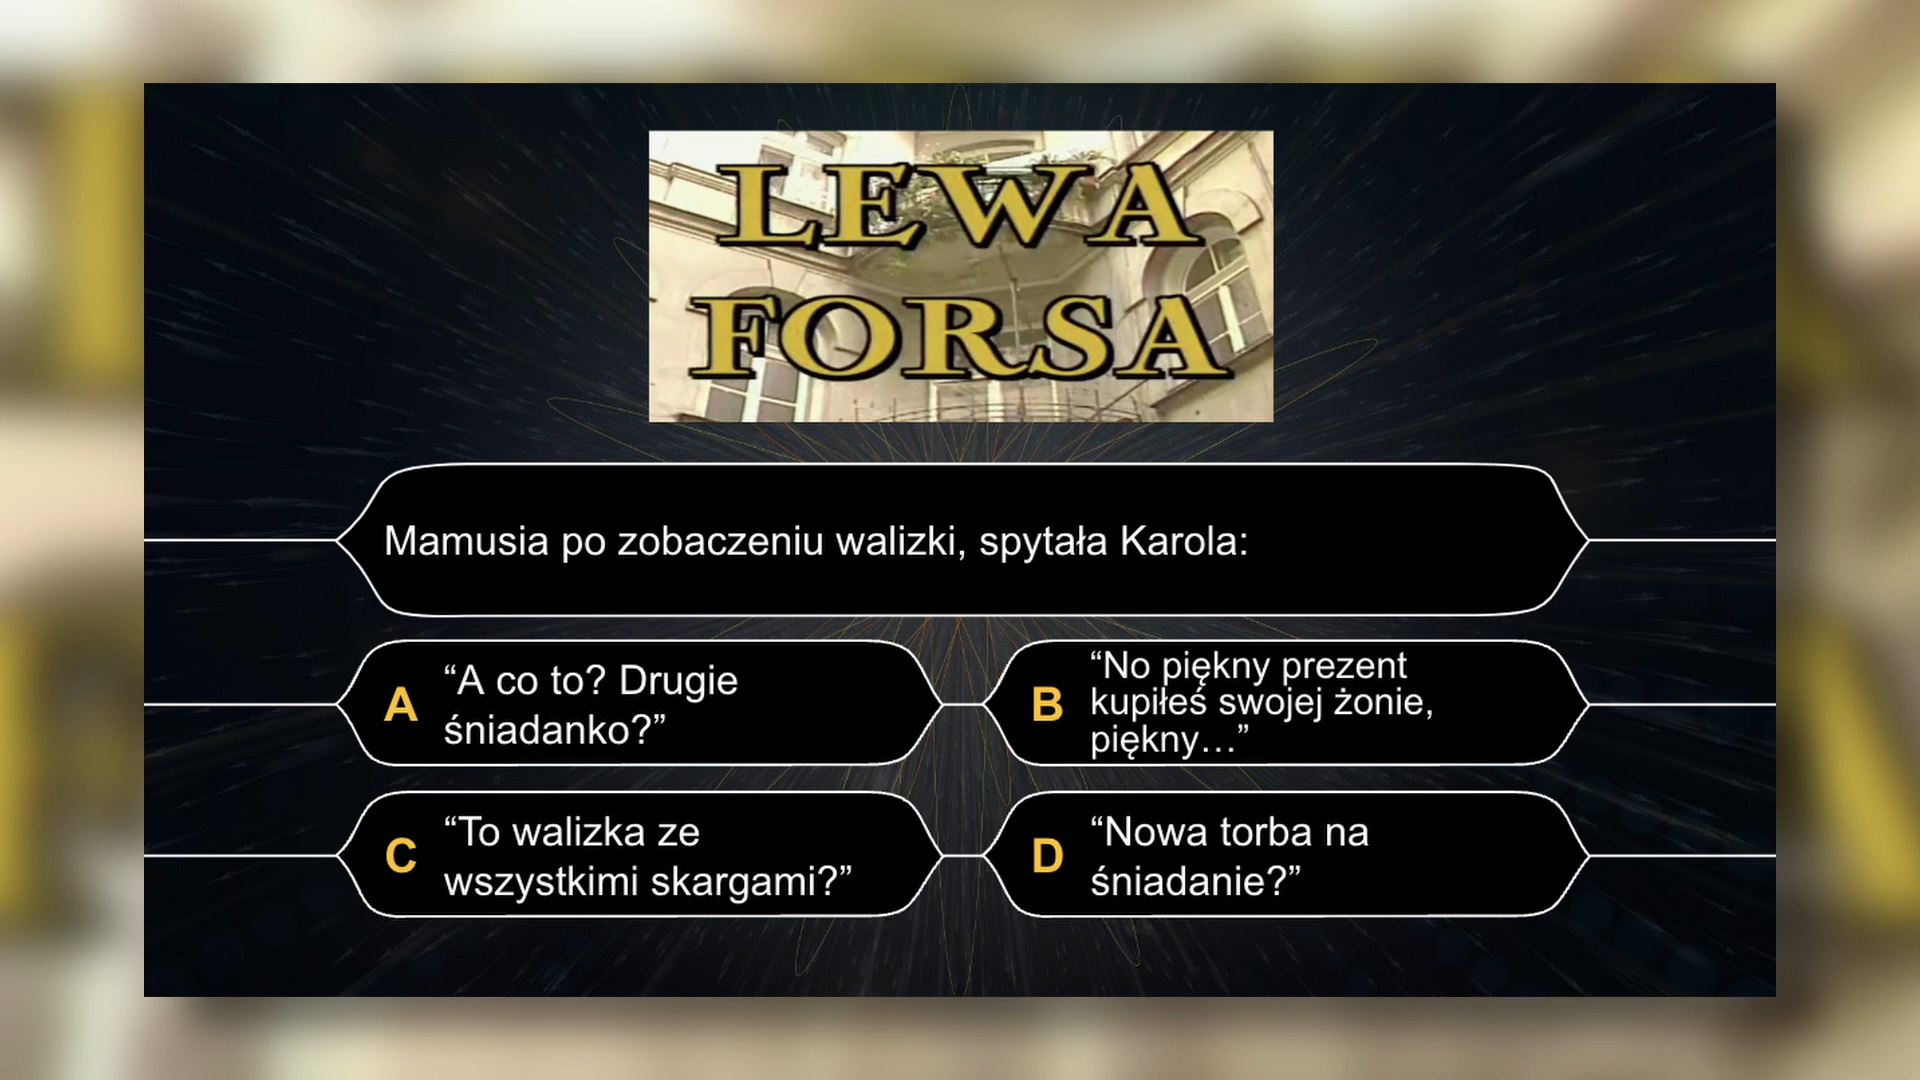 LEWA
FORSA
Mamusia po zobaczeniu walizki, spytała Karola:
A
“A co to? Drugie
śniadanko?”
B
“No piękny prezent
kupiłeś swojej żonie,
piękny…”
C
“To walizka ze
wszystkimi skargami?”
D
“Nowa torba na
śniadanie?”